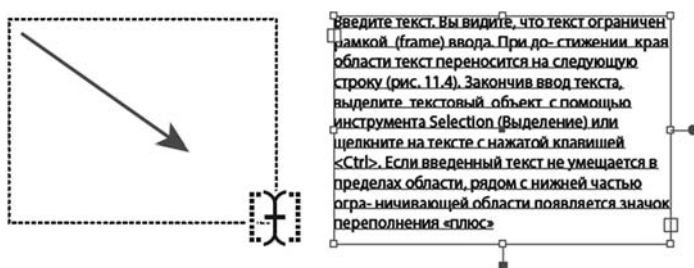 Введите текст. Вы видите, что текст ограничен
рамкой (frame) ввода. При до- стижении края
области текст переносится на следующую
строку (рис. 11.4). Закончив ввод текста,
выделите текстовый объект с помощью
инструмента Selection (Выделение) или
щелкните на тексте с нажатой клавишей
<Ctrl>. Если введенный текст не умещается в
пределах области, рядом с нижней частью
огра- ничивающей области появляется значок
переполнения «плюс»